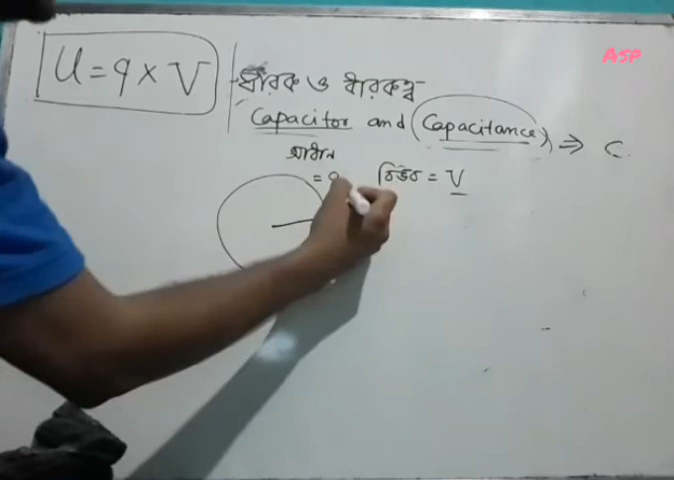 U = q × V
ধারক ও ধারকত্ব
Capacitor and (Capacitance) ⇒ C
আধান
= q বিভব = V
ASP